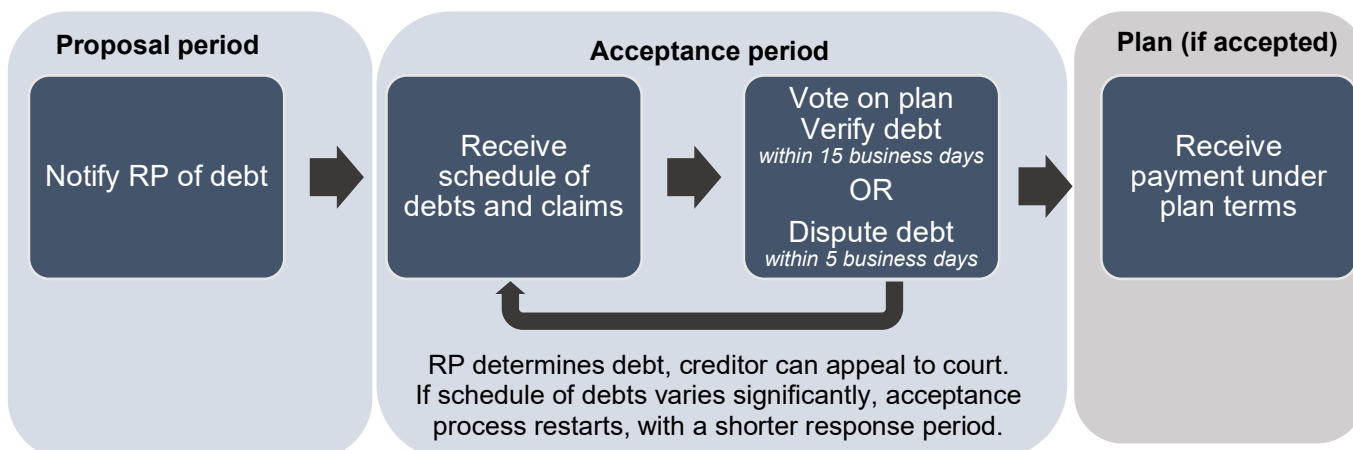 Proposal period
Notify RP of debt
Acceptance period
Receive
schedule of
debts and claims
Vote on plan
Verify debt
within 15 business days
OR
Dispute debt
within 5 business days
RP determines debt, creditor can appeal to court.
If schedule of debts varies significantly, acceptance
process restarts, with a shorter response period.
Plan (if accepted)
Receive
payment under
plan terms